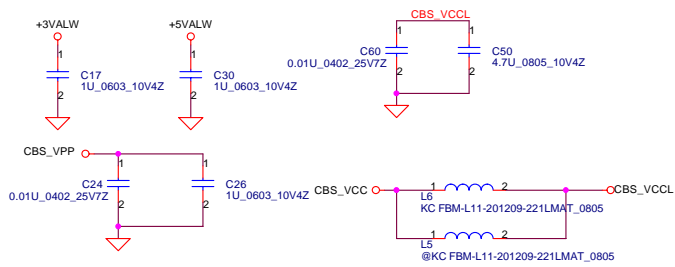 +3VALW
1
C17
1U_0603_10V4Z
2
+5VALW
1
C30
1U_0603_10V4Z
2
CBS_VCCL
1
C60
0.01U_0402_25V7Z
2
1
C50
4.7U_0805_10V4Z
2
CBS_VPP
1
C24
0.01U_0402_25V7Z
2
1
C26
1U_0603_10V4Z
2
CBS_VCC
1
2
L6
KC FBM-L11-201209-221LMAT_0805
CBS_VCCL
1
2
L5
@KC FBM-L11-201209-221LMAT_0805